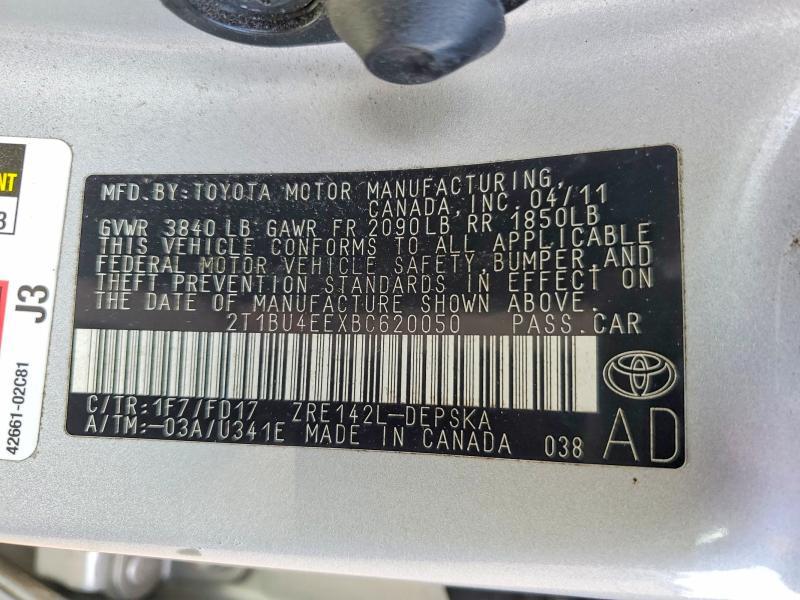 MFD.BY:TOYOTA MOTOR MANUFACTURING,
CANADA, INC. 04/11
GVWR 3840 LB GAWR FR 2090LB RR 1850LB
THIS VEHICLE CONFORMS TO ALL APPLICABLE
FEDERAL MOTOR VEHICLE SAFETY, BUMPER, AND
THEFT PREVENTION STANDARDS IN EFFECT ON
THE DATE OF MANUFACTURE SHOWN ABOVE.
2T1BU4EEXBC620050 PASS.CAR
C/TR:1F7/FD17 ZRE142L-DEPSKA
A/TM:-03A/U341E MADE IN CANADA 038
AD
J3
42661-02C81